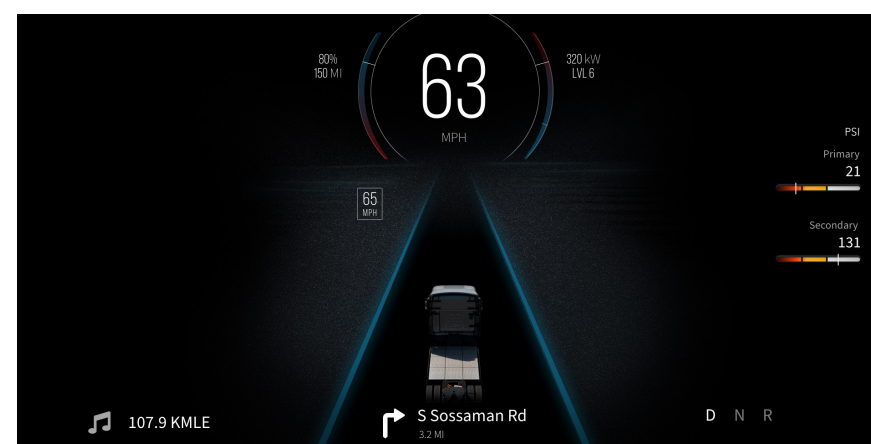 80%
150 MI
63
MPH
320 kW
LVL 6
PSI
Primary
21
65
MPH
Secondary
131
107.9 KMLE
S Sossaman Rd
3.2 MI
D N R